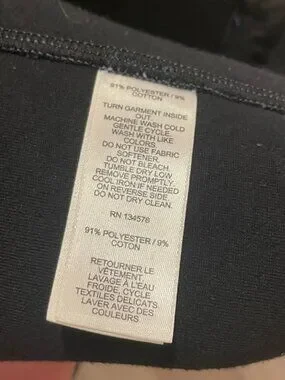 91% POLYESTER / 9%
COTTON
TURN GARMENT INSIDE
OUT.
MACHINE WASH COLD
GENTLE CYCLE.
WASH WITH LIKE
COLORS.
DO NOT USE FABRIC
SOFTENER.
DO NOT BLEACH.
TUMBLE DRY LOW
REMOVE PROMPTLY
COOL IRON IF NEEDED
ON REVERSE SIDE.
DO NOT DRY CLEAN.
RN 134578
91% POLYESTER / 9%
COTON
RETOURNER LE
VÊTEMENT.
LAVAGE À L'EAU
FROIDE, CYCLE
TEXTILES DELICATS.
LAVER AVEC DES
COULEURS